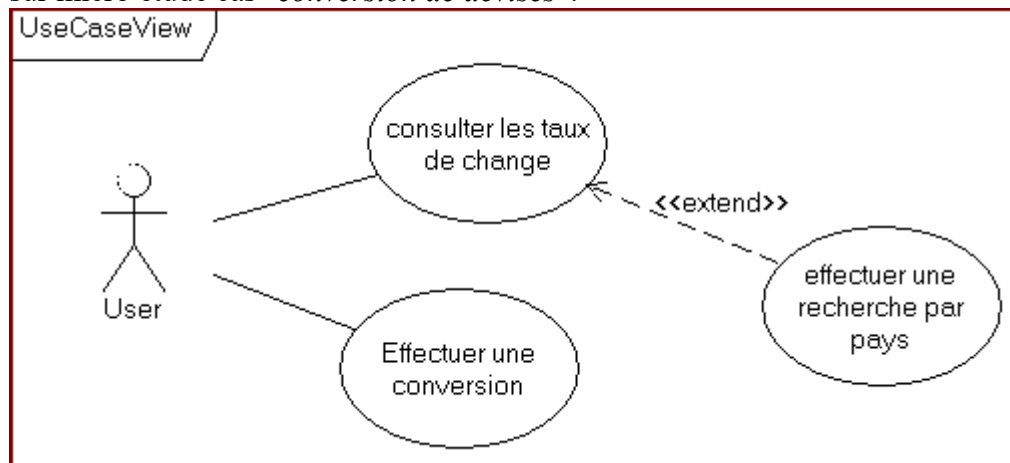 UseCaseView
consulter les taux
de change
<<extend>>
User
effectuer une
recherche par
pays
Effectuer une
conversion